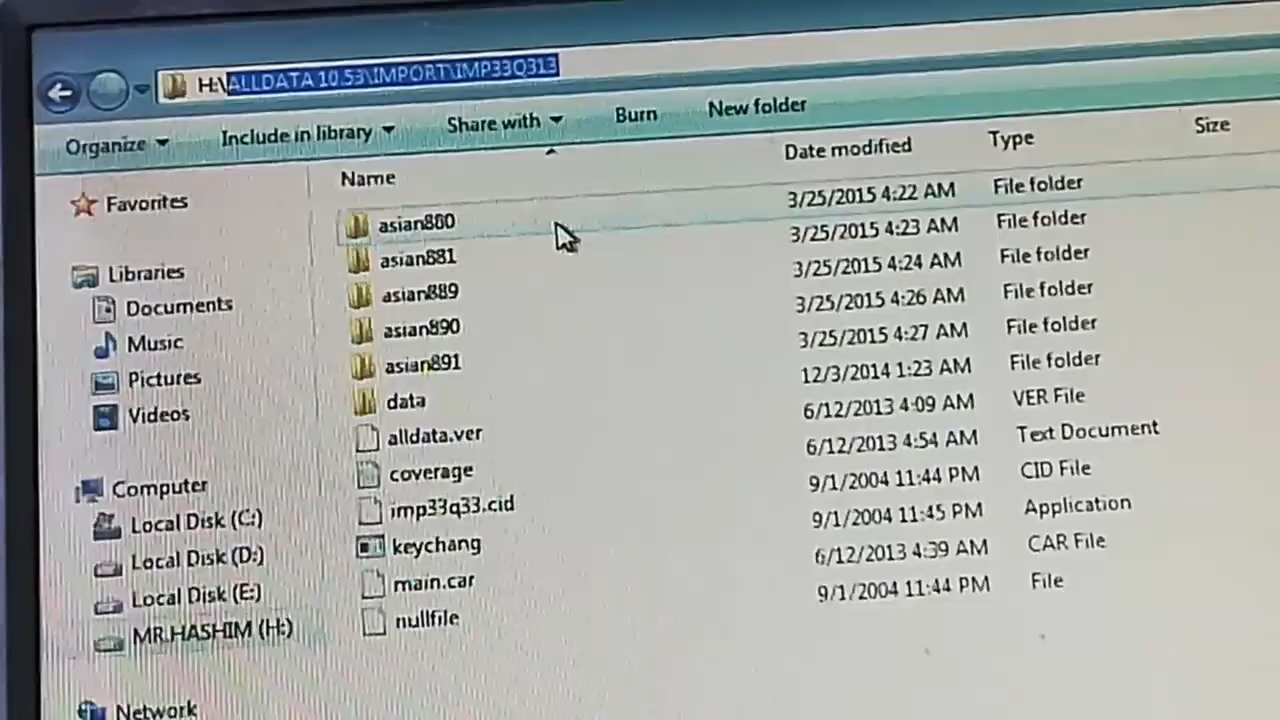 H:\ALLDATA 10.53\IMPORT\IMP33Q313
Organize Include in library Share with Burn New folder
Name Date modified Type Size
Favorites
Libraries
Documents
Music
Pictures
Videos
Computer
Local Disk (C:)
Local Disk (D:)
Local Disk (E:)
MR.HASHIM (H:)
Network
asian880 3/25/2015 4:22 AM File folder
asian881 3/25/2015 4:23 AM File folder
asian889 3/25/2015 4:24 AM File folder
asian890 3/25/2015 4:26 AM File folder
asian891 3/25/2015 4:27 AM File folder
data 12/3/2014 1:23 AM File folder
alldata.ver 6/12/2013 4:09 AM VER File
coverage 6/12/2013 4:54 AM Text Document
imp33q33.cid 9/1/2004 11:44 PM CID File
keychang 9/1/2004 11:45 PM Application
main.car 6/12/2013 4:39 AM CAR File
nullfile 9/1/2004 11:44 PM File